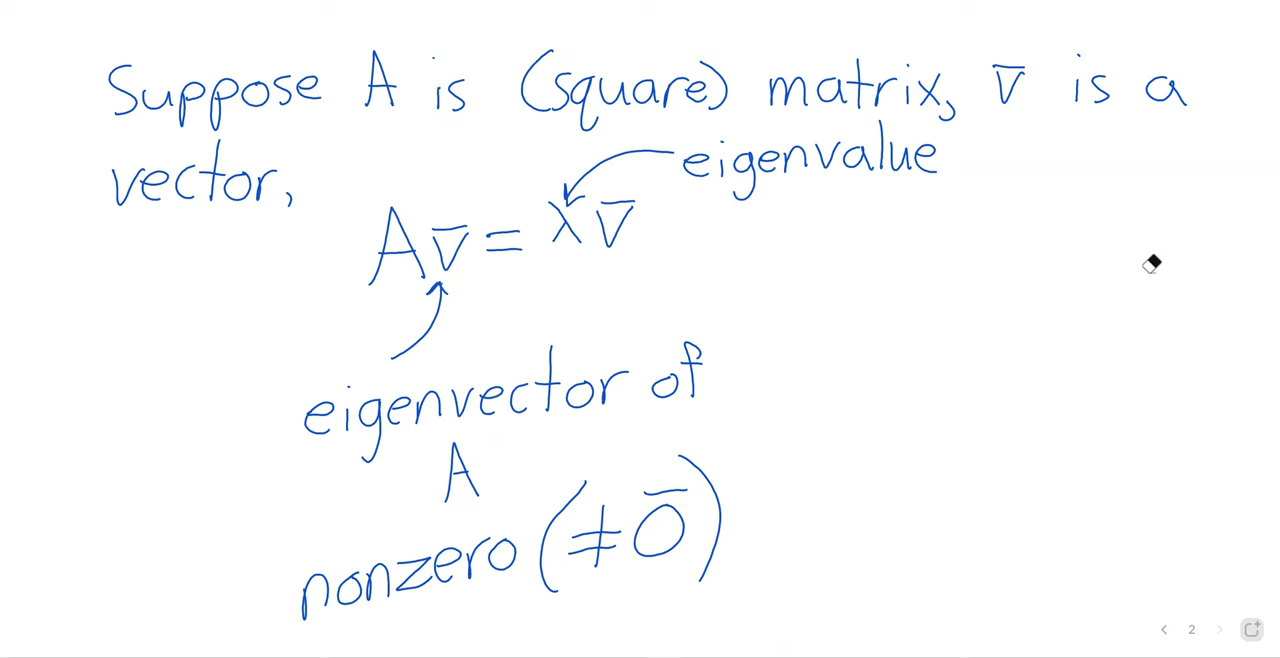 Suppose A is (square) matrix, v̅ is a
vector,
eigenvalue
Av̅ = λv̅
eigenvector of
A
nonzero (≠0̅)
2